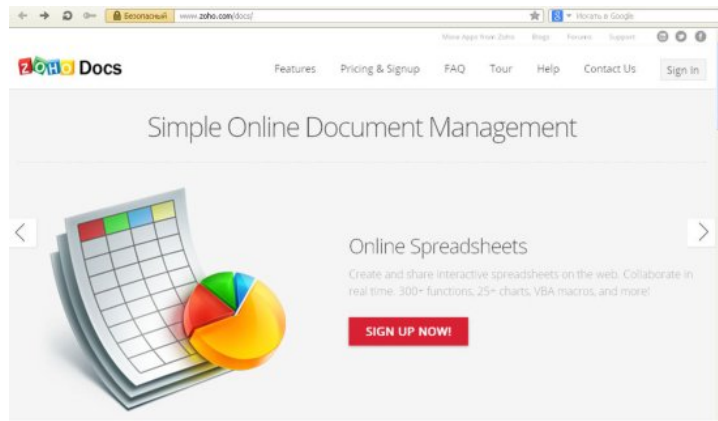 Безопасный www.zoho.com/docs/ Искать в Google
More Apps from Zoho Blogs Forums Support
ZOHO Docs Features Pricing & Signup FAQ Tour Help Contact Us Sign In
Simple Online Document Management
Online Spreadsheets
Create and share interactive spreadsheets on the web. Collaborate in
real time. 300+ functions, 25+ charts, VBA macros, and more!
SIGN UP NOW!